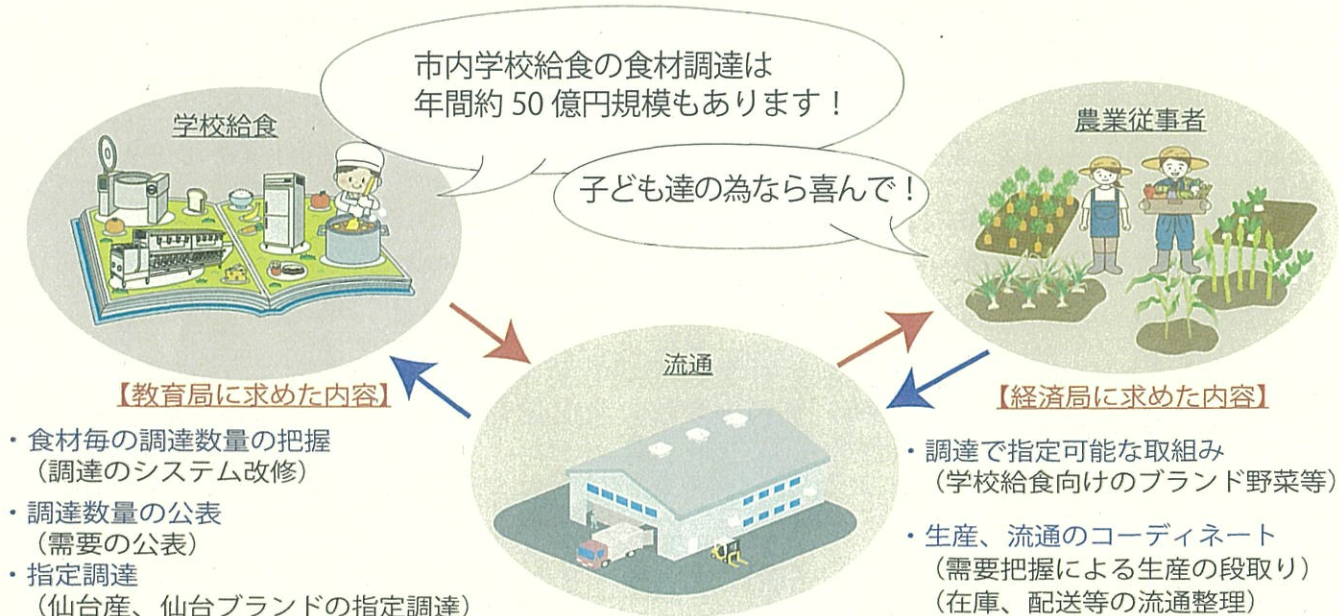 市内学校給食の食材調達は
年間約 50 億円規模もあります！
学校給食
農業従事者
子ども達の為なら喜んで！
流通
【教育局に求めた内容】
・食材毎の調達数量の把握
（調達のシステム改修）
・調達数量の公表
（需要の公表）
・指定調達
（仙台産、仙台ブランドの指定調達）
【経済局に求めた内容】
・調達で指定可能な取組み
（学校給食向けのブランド野菜等）
・生産、流通のコーディネート
（需要把握による生産の段取り）
（在庫、配送等の流通整理）